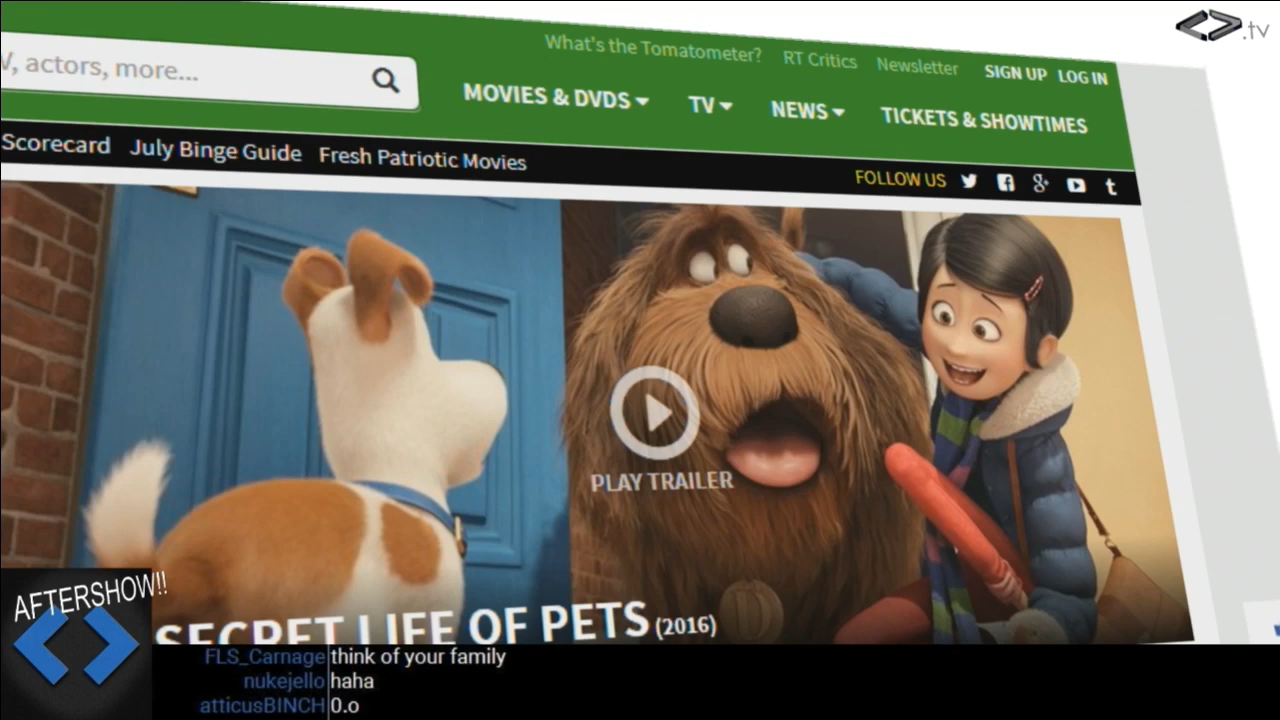 .tv
What's the Tomatometer? RT Critics Newsletter SIGN UP LOG IN
V, actors, more...
MOVIES & DVDS TV NEWS TICKETS & SHOWTIMES
Scorecard July Binge Guide Fresh Patriotic Movies
FOLLOW US
PLAY TRAILER
SECRET LIFE OF PETS (2016)
AFTERSHOW!!
FLS_Carnage think of your family
nukejello haha
atticusBINCH 0.o